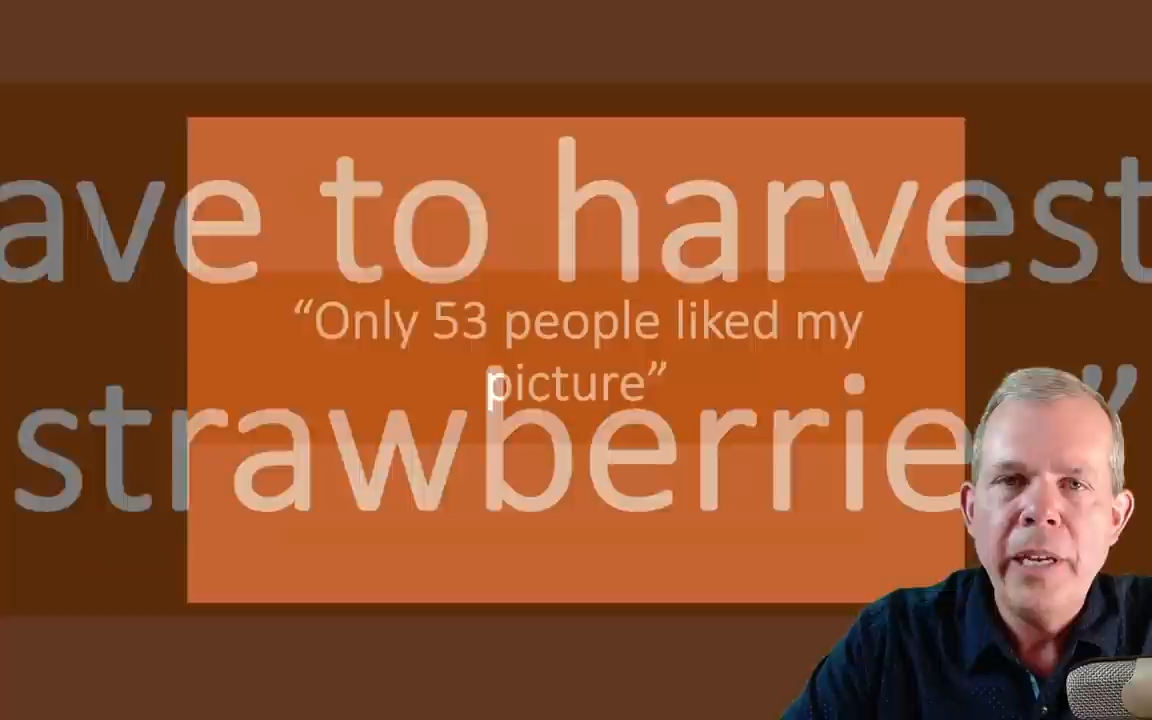 ave to harvest
“Only 53 people liked my
picture”
strawberrie ”